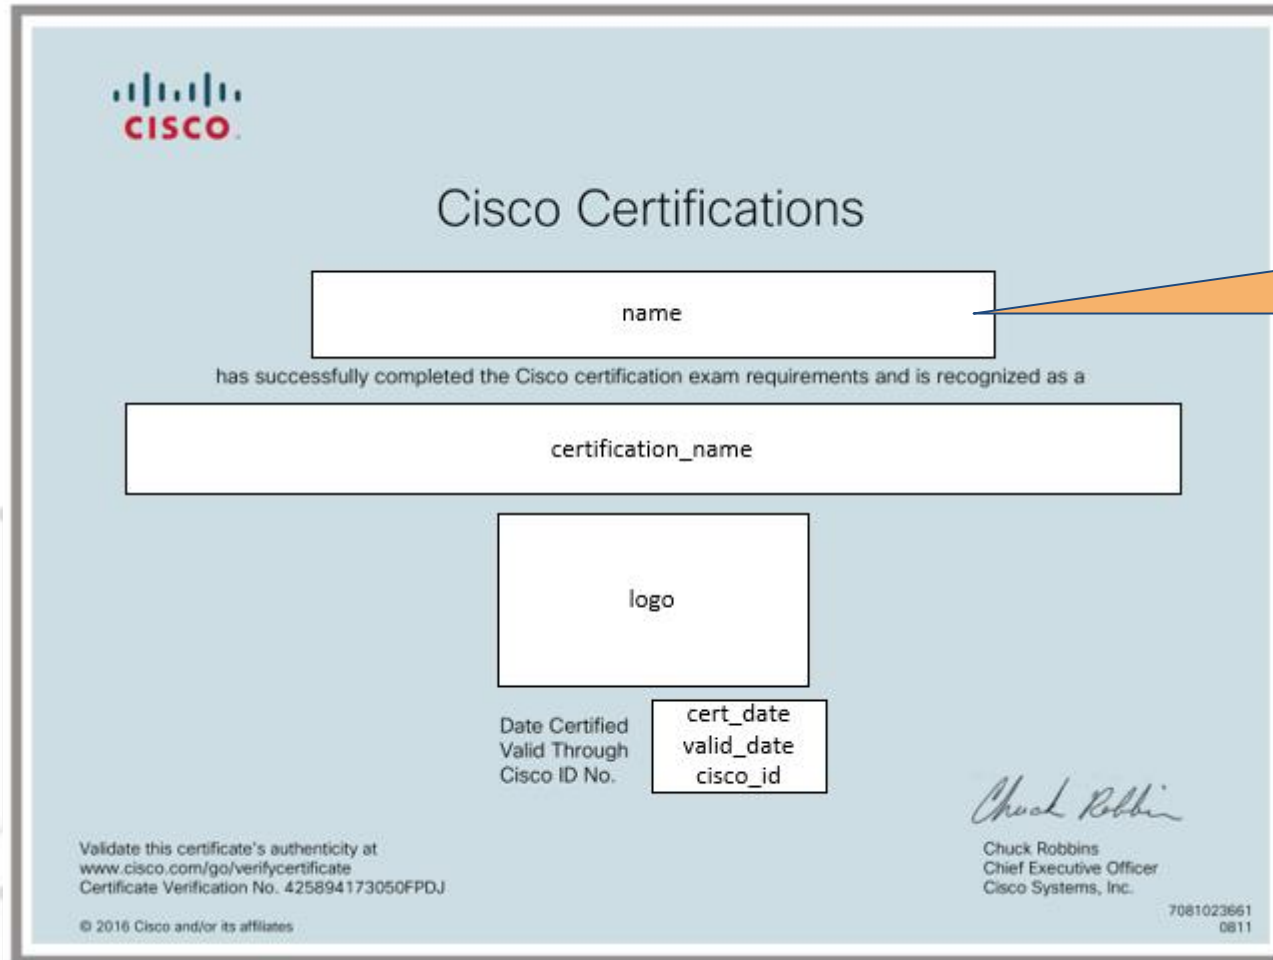 CISCO
Cisco Certifications
name
has successfully completed the Cisco certification exam requirements and is recognized as a
certification_name
logo
Date Certified
cert_date
Valid Through
valid_date
Cisco ID No.
cisco_id
Chuck Robbins
Validate this certificate's authenticity at
www.cisco.com/go/verifycertificate
Certificate Verification No. 425894173050FPDJ
Chuck Robbins
Chief Executive Officer
Cisco Systems, Inc.
© 2016 Cisco and/or its affiliates
7081023661
0811